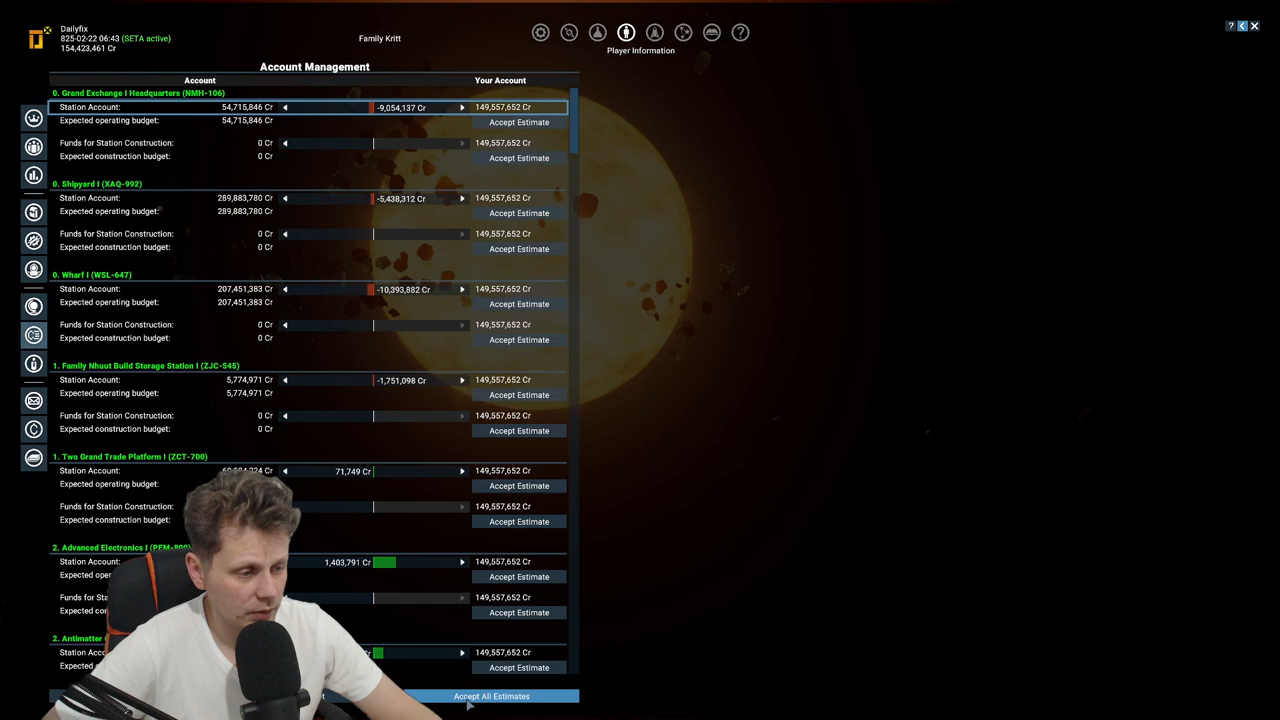 Dailyfix
825-02-22 06:43 (SETA active)
154,423,461 Cr
Family Kritt
Player Information
Account Management
Account Your Account
0. Grand Exchange I Headquarters (NMH-106)
Station Account: 54,715,846 Cr -9,054,137 Cr 149,557,652 Cr
Expected operating budget: 54,715,846 Cr Accept Estimate
Funds for Station Construction: 0 Cr 149,557,652 Cr
Expected construction budget: 0 Cr Accept Estimate
0. Shipyard I (XAQ-992)
Station Account: 289,883,780 Cr -5,438,312 Cr 149,557,652 Cr
Expected operating budget: 289,883,780 Cr Accept Estimate
Funds for Station Construction: 0 Cr 149,557,652 Cr
Expected construction budget: 0 Cr Accept Estimate
0. Wharf I (WSL-647)
Station Account: 207,451,383 Cr -10,393,882 Cr 149,557,652 Cr
Expected operating budget: 207,451,383 Cr Accept Estimate
Funds for Station Construction: 0 Cr 149,557,652 Cr
Expected construction budget: 0 Cr Accept Estimate
1. Family Nhuut Build Storage Station I (ZJC-545)
Station Account: 5,774,971 Cr -1,751,098 Cr 149,557,652 Cr
Expected operating budget: 5,774,971 Cr Accept Estimate
Funds for Station Construction: 0 Cr 149,557,652 Cr
Expected construction budget: 0 Cr Accept Estimate
1. Two Grand Trade Platform I (ZCT-700)
Station Account: Cr 71,749 Cr 149,557,652 Cr
Expected operating budget: Accept Estimate
Funds for Station Construction: 149,557,652 Cr
Expected construction budget: Accept Estimate
2. Advanced Electronics I
Station Account: 1,403,791 Cr 149,557,652 Cr
Accept Estimate
149,557,652 Cr
Accept Estimate
2. Antimatter
149,557,652 Cr
Accept Estimate
Accept All Estimates